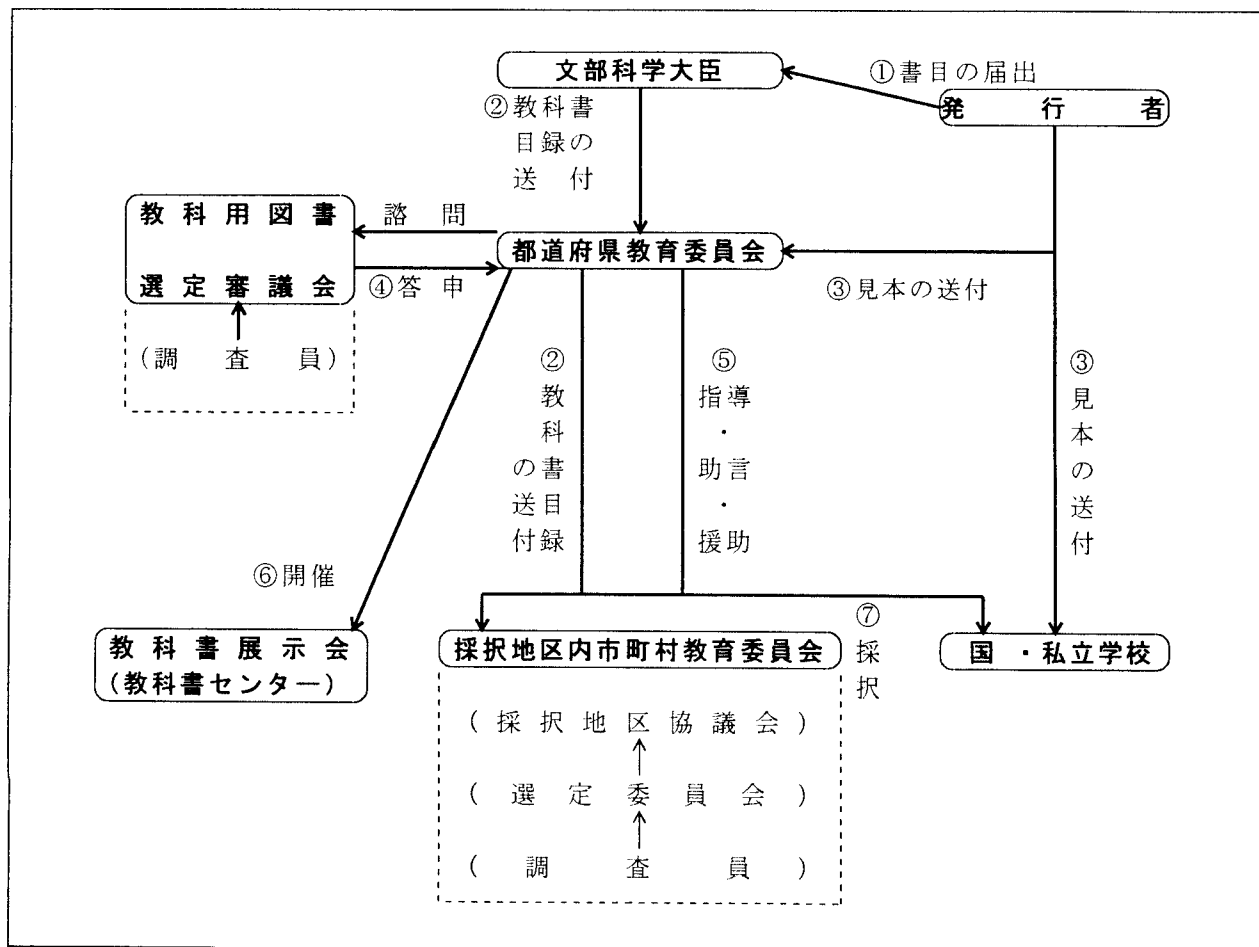 文部科学大臣
①書目の届出
発行者
②教科書
目録の
送付
教科用図書
選定審議会
諮問
④答申
都道府県教育委員会
③見本の送付
(調査員)
②教科書目録
の送付
⑤
指導
・
助言
・
援助
③見本の送付
⑥開催
⑦採択
教科書展示会
(教科書センター)
採択地区内市町村教育委員会
国・私立学校
(採択地区協議会)
(選定委員会)
(調査員)